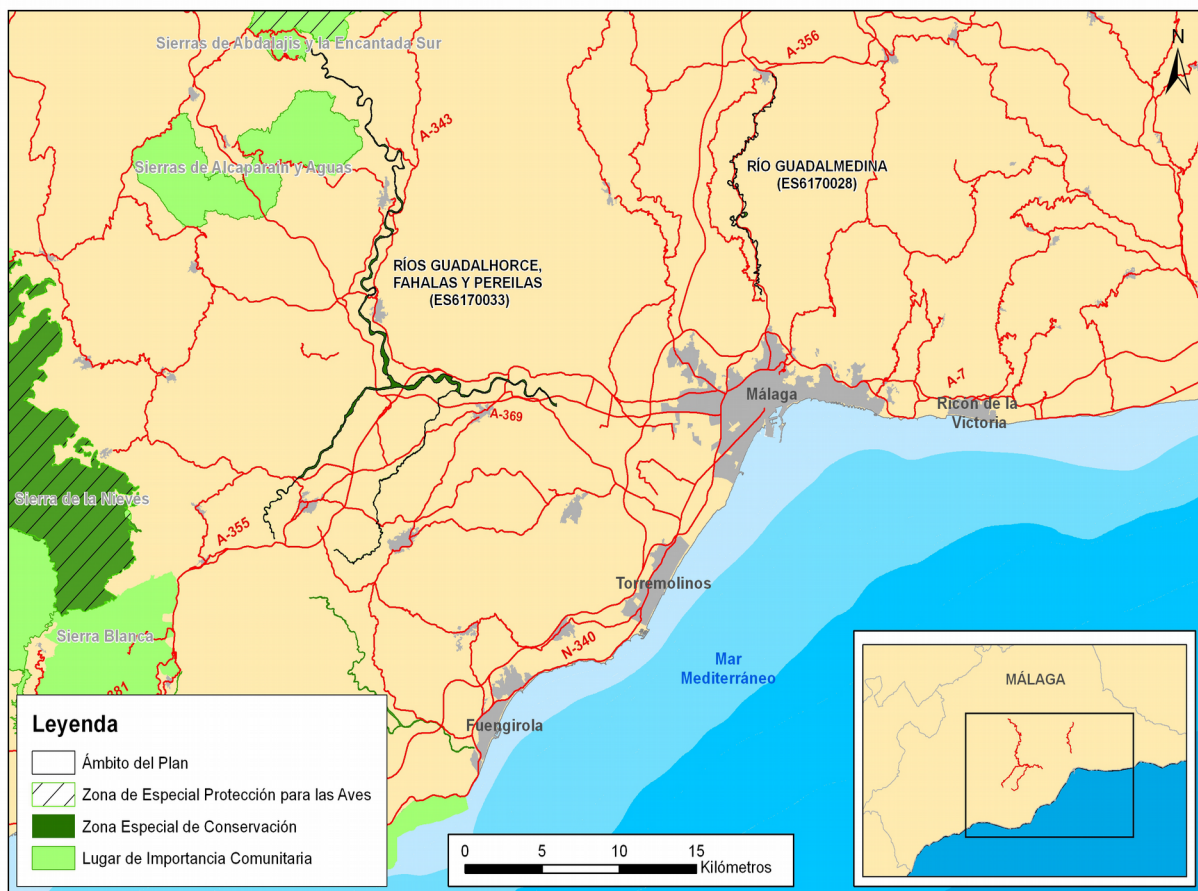 Sierras de Abdalajis y la Encantada Sur
A-356
N
A-343
Sierras de Alcaparain y Aguas
RÍO GUADALMEDINA
(ES6170028)
RÍOS GUADALHORCE,
FAHALAS Y PEREILAS
(ES6170033)
A-7
Málaga
Ricón de la
Victoria
A-369
Sierra de la Nieves
A-355
Torremolinos
Sierra Blanca
N-340
Mar
Mediterráneo
MÁLAGA
Fuengirola
Leyenda
Ámbito del Plan
Zona de Especial Protección para las Aves
Zona Especial de Conservación
Lugar de Importancia Comunitaria
0 5 10 15
Kilómetros